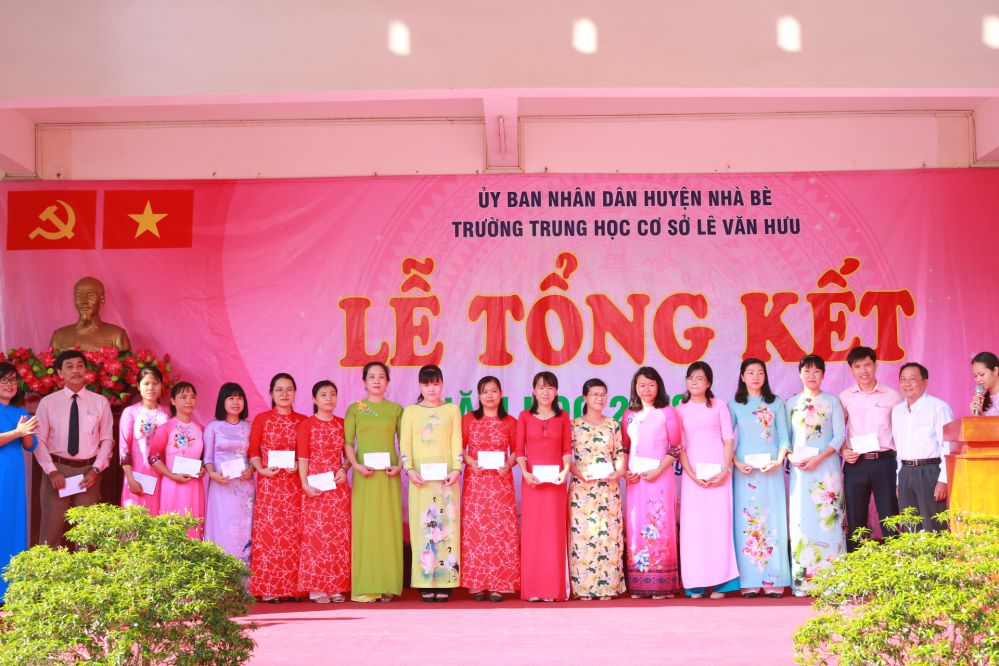 ỦY BAN NHÂN DÂN HUYỆN NHÀ BÈ
TRƯỜNG TRUNG HỌC CƠ SỞ LÊ VĂN HƯU
LỄ TỔNG KẾT